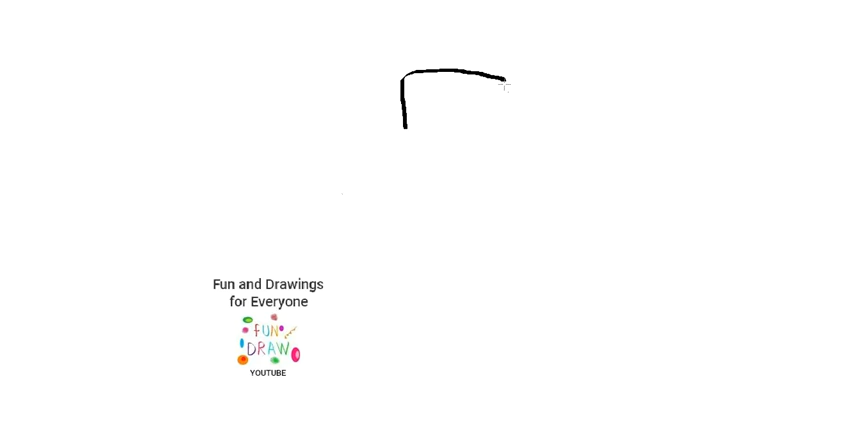 Fun and Drawings
for Everyone
FUN
DRAW
YOUTUBE